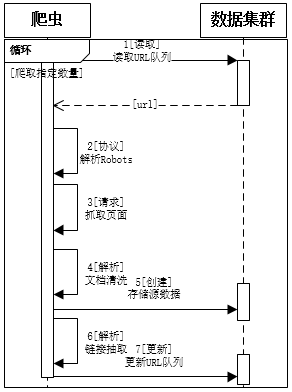 爬虫
数据集群
循环
1[读取]
读取URL队列
[爬取指定数量]
[url]
2[协议]
解析Robots
3[请求]
抓取页面
4[解析]
文档清洗
5[创建]
存储源数据
6[解析]
链接抽取
7[更新]
更新URL队列